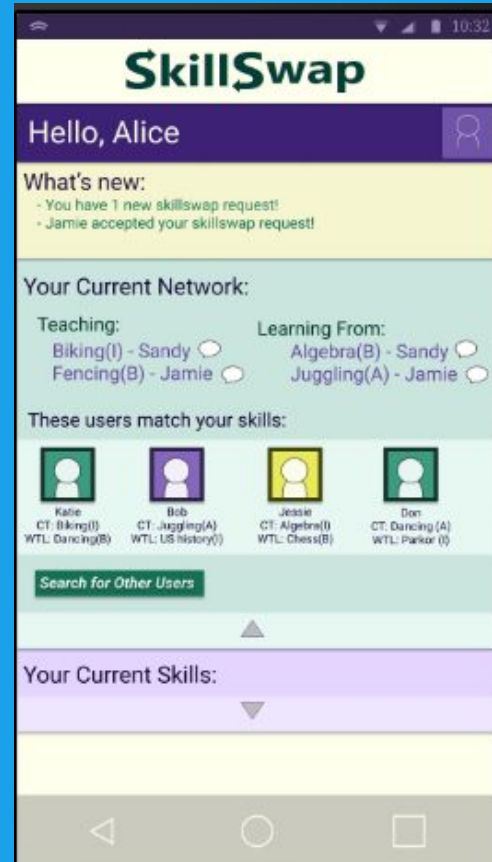 10:32
SkillSwap
Hello, Alice
What's new:
- You have 1 new skillswap request!
- Jamie accepted your skillswap request!
Your Current Network:
Teaching:
Biking(I) - Sandy
Fencing(B) - Jamie
Learning From:
Algebra(B) - Sandy
Juggling(A) - Jamie
These users match your skills:
Katie
CT: Biking(I)
WTL: Dancing(B)
Bob
CT: Juggling(A)
WTL: US history(I)
Jessie
CT: Algebra(I)
WTL: Chess(B)
Don
CT: Dancing (A)
WTL: Parkor (I)
Search for Other Users
Your Current Skills: